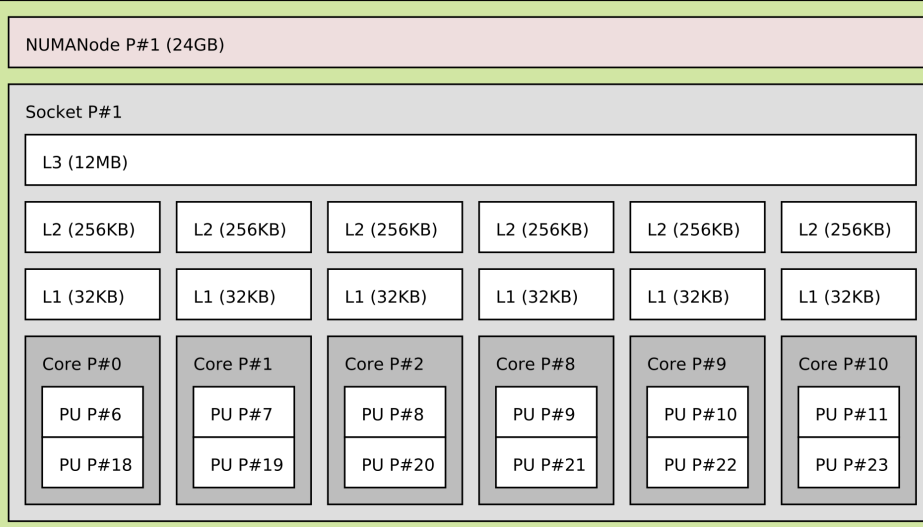 NUMANode P#1 (24GB)
Socket P#1
L3 (12MB)
L2 (256KB) L2 (256KB) L2 (256KB) L2 (256KB) L2 (256KB) L2 (256KB)
L1 (32KB) L1 (32KB) L1 (32KB) L1 (32KB) L1 (32KB) L1 (32KB)
Core P#0 Core P#1 Core P#2 Core P#8 Core P#9 Core P#10
PU P#6 PU P#7 PU P#8 PU P#9 PU P#10 PU P#11
PU P#18 PU P#19 PU P#20 PU P#21 PU P#22 PU P#23